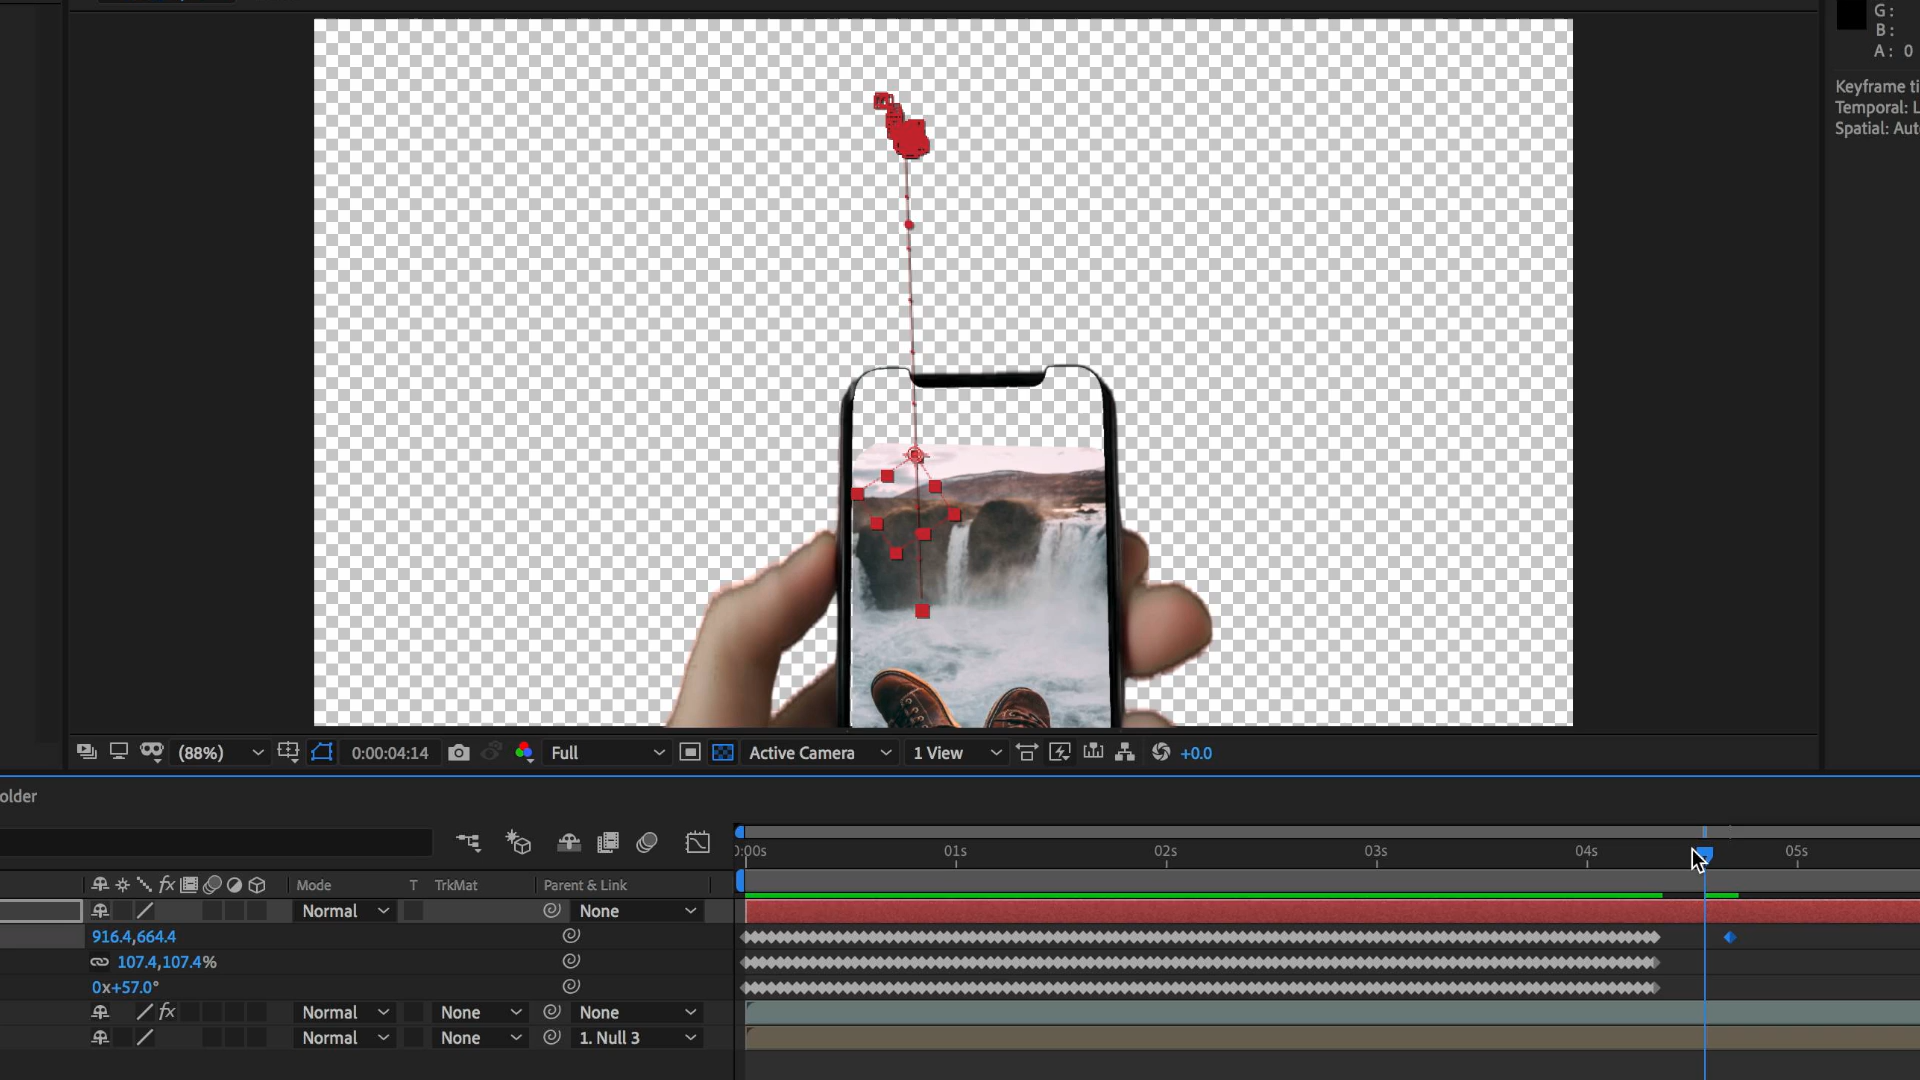 G:
B:
A: 0
Keyframe ti
Temporal: L
Spatial: Aut
(88%)
0:00:04:14
Full
Active Camera
1 View
+0.0
older
0:00s 01s 02s 03s 04s 05s
Mode T TrkMat Parent & Link
Normal None
916.4,664.4
107.4,107.4%
0x+57.0°
fx Normal None None
Normal None 1. Null 3